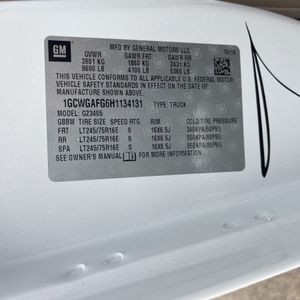 GM
MFD BY GENERAL MOTORS LLC
10/16
GVWR GAWR FRT GAWR RR
3901 KG 1860 KG 2431 KG
8600 LB 4100 LB 5360 LB
THIS VEHICLE CONFORMS TO ALL APPLICABLE U.S. FEDERAL MOTOR
VEHICLE SAFETY STANDARDS IN EFFECT ON THE DATE OF
MANUFACTURE SHOWN ABOVE.
1GCWGAFG6H1134131 TYPE: TRUCK
MODEL: G23405
GBBW TIRE SIZE SPEED RTG RIM COLD TIRE PRESSURE
FRT LT245/75R16E S 16X6.5J 340KPA(50PSI)
RR LT245/75R16E S 16X6.5J 550KPA(80PSI)
SPA LT245/75R16E S 16X6.5J 550KPA(80PSI)
SEE OWNER'S MANUAL FOR MORE INFORMATION.